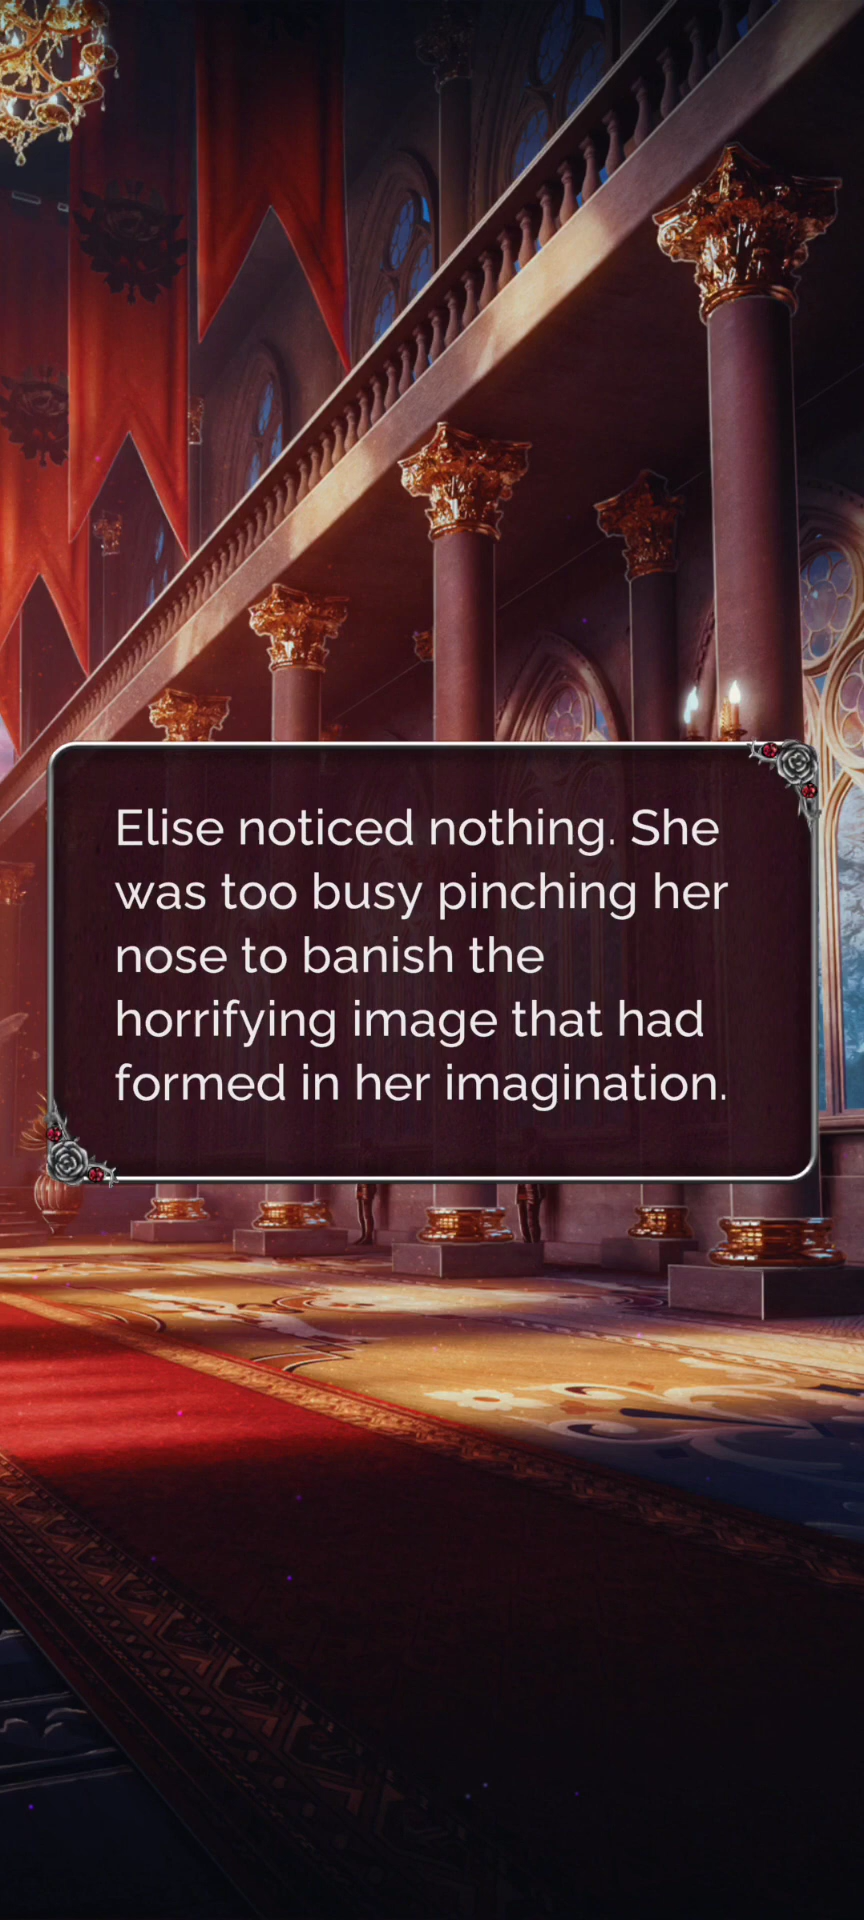 Elise noticed nothing. She
was too busy pinching her
nose to banish the
horrifying image that had
formed in her imagination.